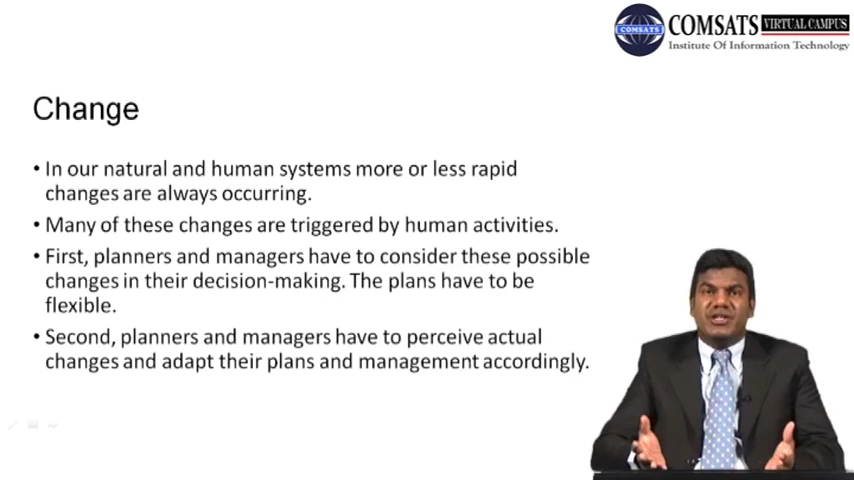 COMSATS VIRTUAL CAMPUS
COMSATS
Institute Of Information Technology
Change
• In our natural and human systems more or less rapid
changes are always occurring.
• Many of these changes are triggered by human activities.
• First, planners and managers have to consider these possible
changes in their decision-making. The plans have to be
flexible.
• Second, planners and managers have to perceive actual
changes and adapt their plans and management accordingly.